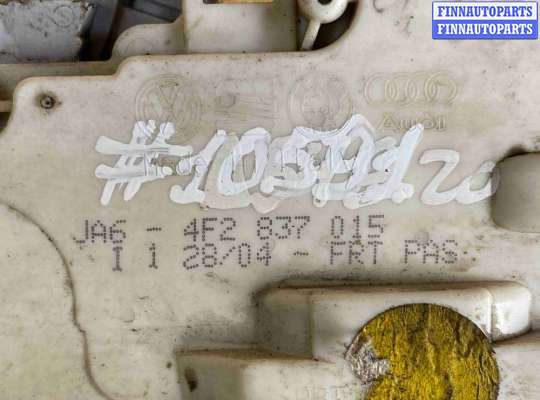 FINNAUTOPARTS
FINNAUTOPARTS
Audi
JA6 - 4F2 837 015
I 1 28/04 - FRT PAS